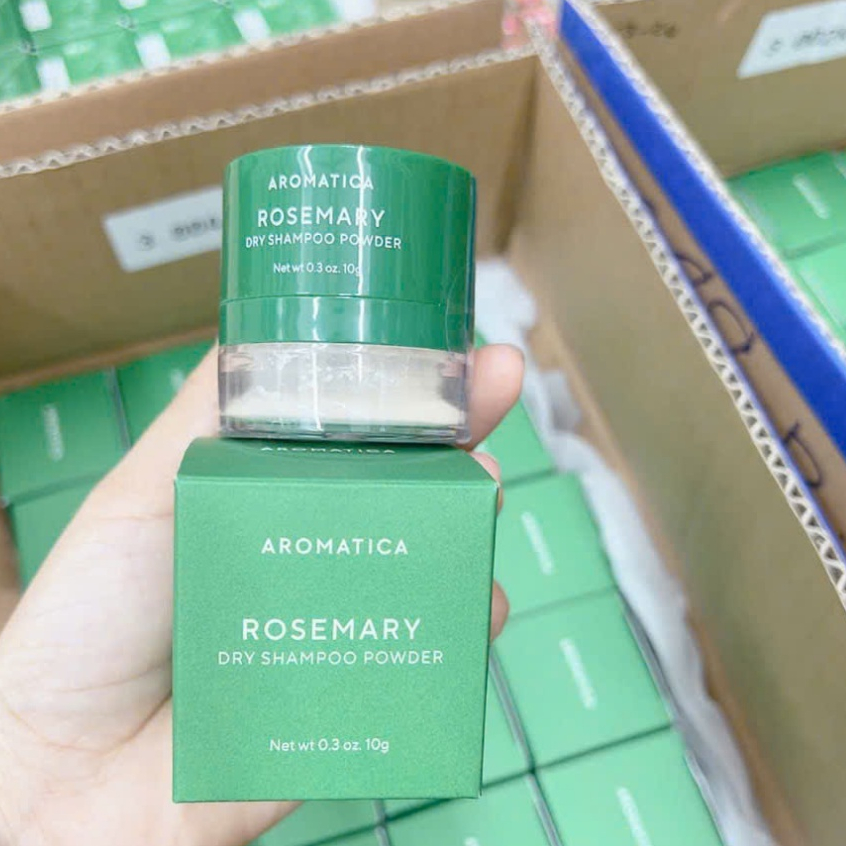 AROMATICA
ROSEMARY
DRY SHAMPOO POWDER
Net wt 0.3 oz. 10g
AROMATICA
AROMATICA
ROSEMARY
DRY SHAMPOO POWDER
Net wt 0.3 oz. 10g